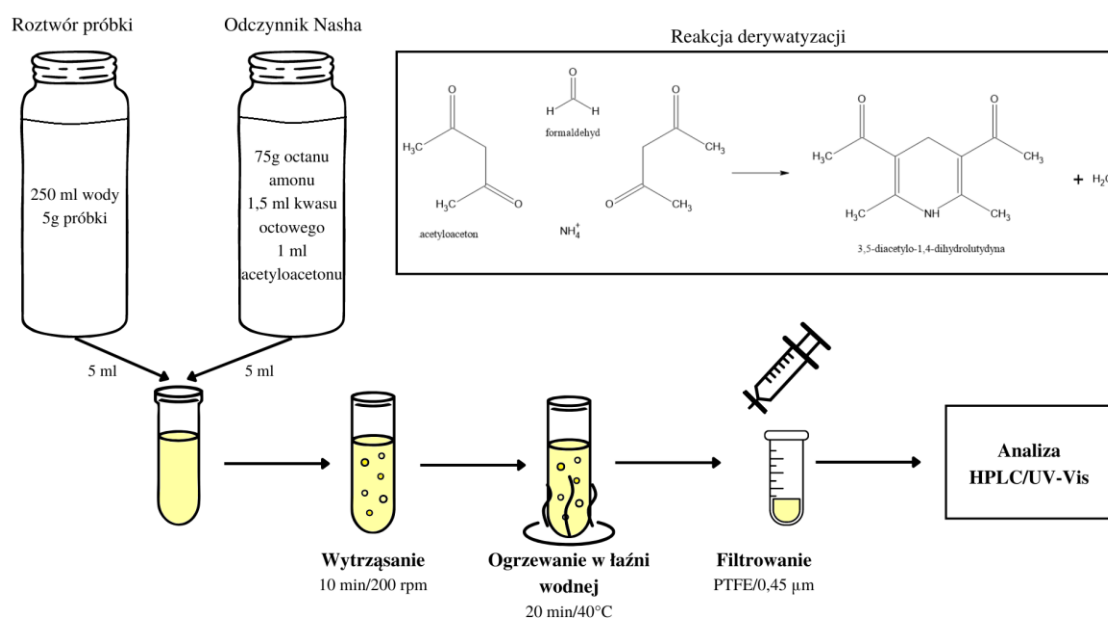 Roztwór próbki
Odczynnik Nasha
Reakcja derywatyzacji
250 ml wody
5g próbki
75g octanu
amonu
1,5 ml kwasu
octowego
1 ml
acetyloacetonu
O
H₃C
H₃C
O
acetyloaceton
O
H
H
formaldehyd
NH₄⁺
O
CH₃
O
CH₃
O
H₃C
H₃C
NH
O
CH₃
CH₃
3,5-diacetylo-1,4-dihydrolutydyna
+ H₂O
5 ml
5 ml
Wytrząsanie
10 min/200 rpm
Ogrzewanie w łaźni
wodnej
20 min/40°C
Filtrowanie
PTFE/0,45 μm
Analiza
HPLC/UV-Vis